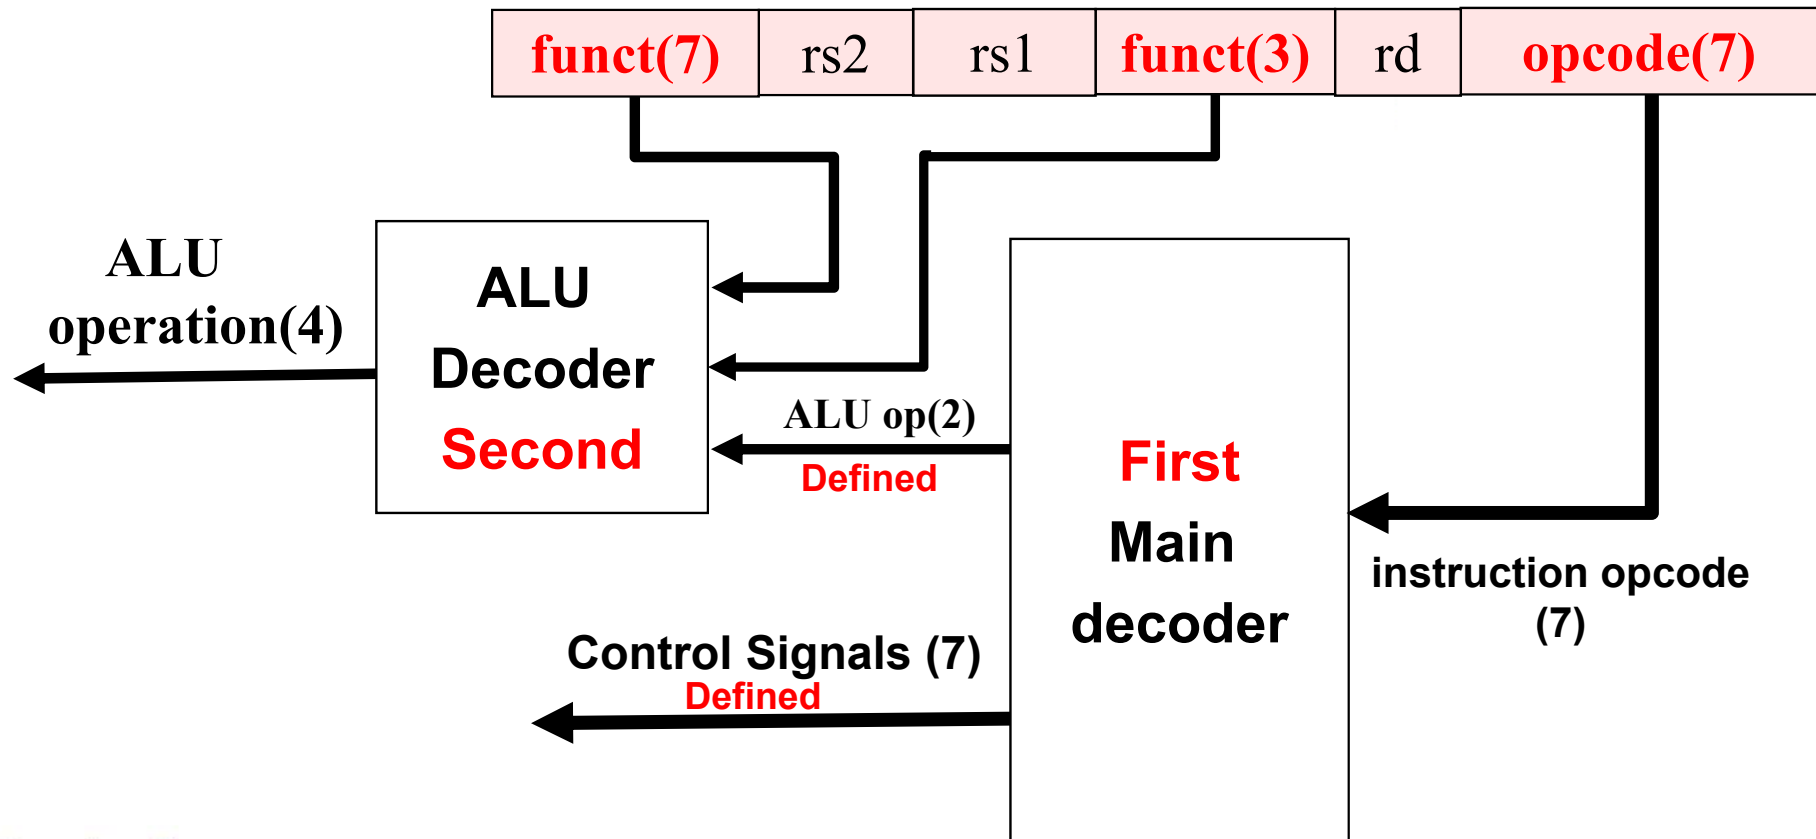 funct(7) rs2 rs1 funct(3) rd opcode(7)
ALU
operation(4)
ALU
Decoder
Second
ALU op(2)
Defined
First
Main
decoder
instruction opcode
(7)
Control Signals (7)
Defined